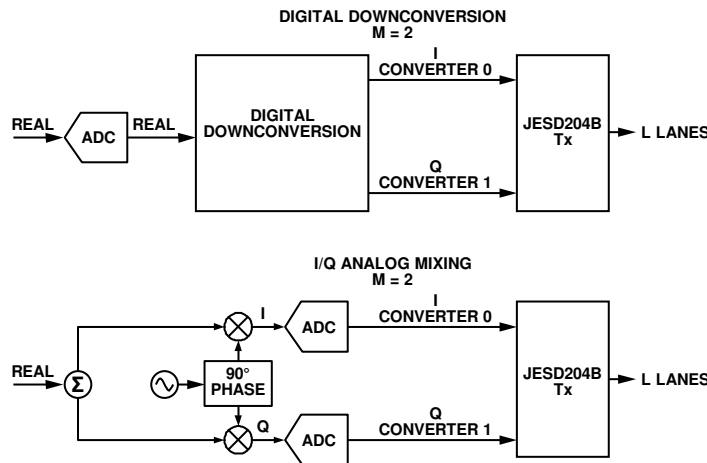 DIGITAL DOWNCONVERSION
M = 2
I
CONVERTER 0
REAL
ADC
REAL
DIGITAL
DOWNCONVERSION
JESD204B
Tx
L LANES
Q
CONVERTER 1
I/Q ANALOG MIXING
M = 2
I
ADC
I
CONVERTER 0
REAL
Σ
90°
PHASE
JESD204B
Tx
L LANES
Q
ADC
Q
CONVERTER 1